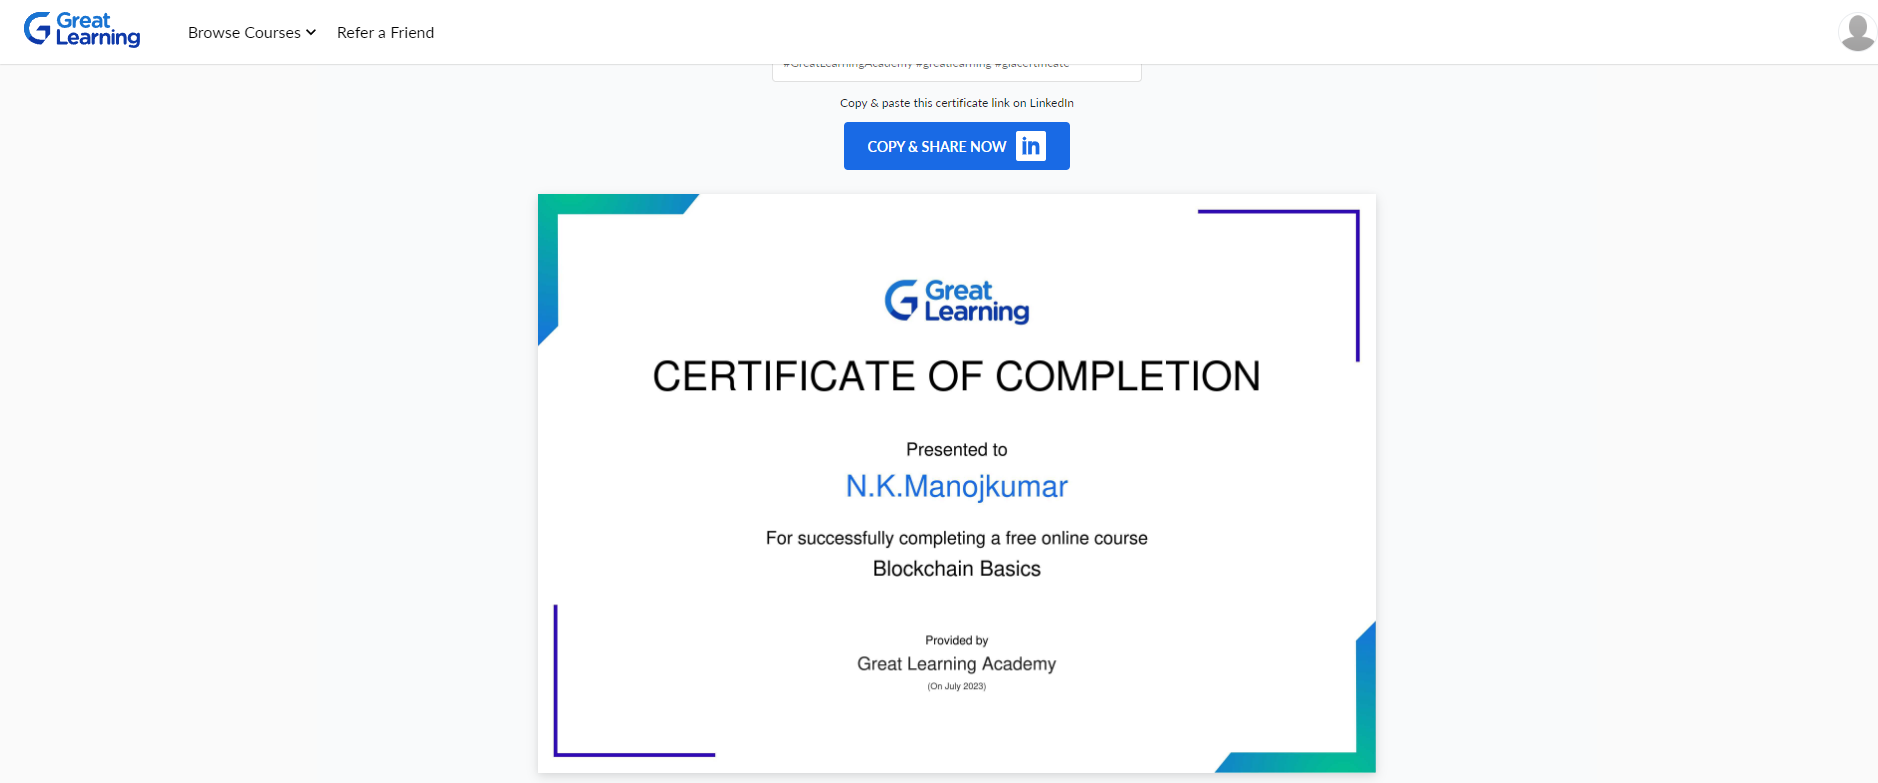 Great Learning
Browse Courses
Refer a Friend
#GreatLearningAcademy #greatlearning #glacertificate
Copy & paste this certificate link on LinkedIn
COPY & SHARE NOW in
Great Learning
CERTIFICATE OF COMPLETION
Presented to
N.K.Manojkumar
For successfully completing a free online course
Blockchain Basics
Provided by
Great Learning Academy
(On July 2023)